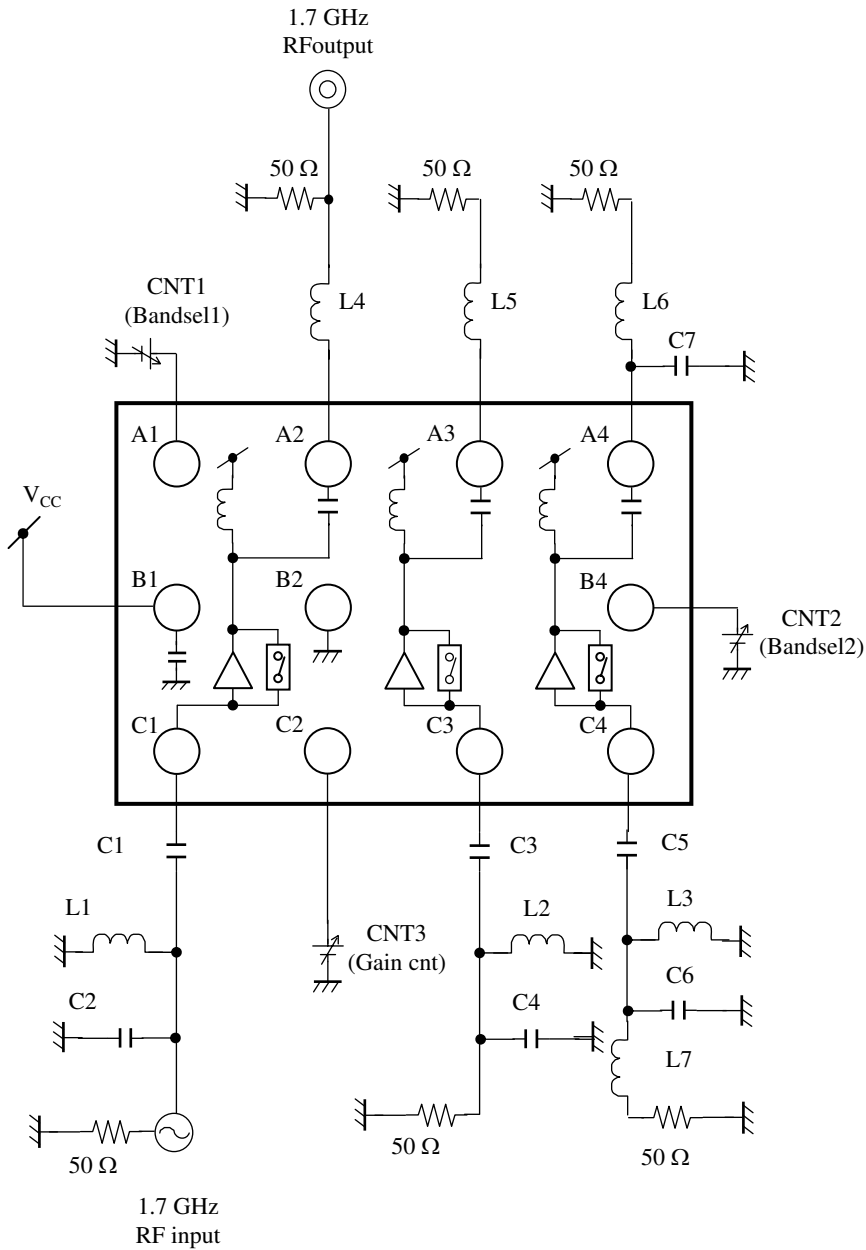 1.7 GHz
RFoutput
50 Ω
50 Ω
50 Ω
CNT1
(Bandsel1)
L4
L5
L6
C7
A1
A2
A3
A4
VCC
B1
B2
B4
CNT2
(Bandsel2)
C1
C2
C3
C4
C1
C3
C5
L1
L2
L3
CNT3
(Gain cnt)
C2
C4
C6
L7
50 Ω
50 Ω
50 Ω
1.7 GHz
RF input